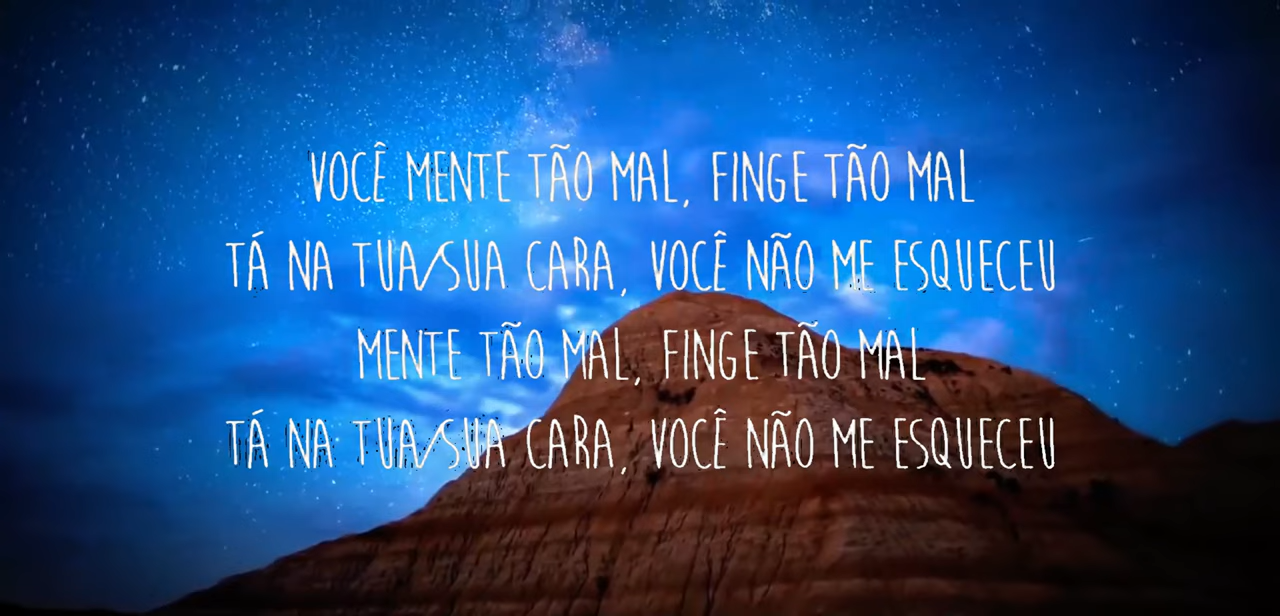 VOCÊ MENTE TÃO MAL, FINGE TÃO MAL
TÁ NA TUA/SUA CARA, VOCÊ NÃO ME ESQUECEU
MENTE TÃO MAL, FINGE TÃO MAL
TÁ NA TUA/SUA CARA, VOCÊ NÃO ME ESQUECEU